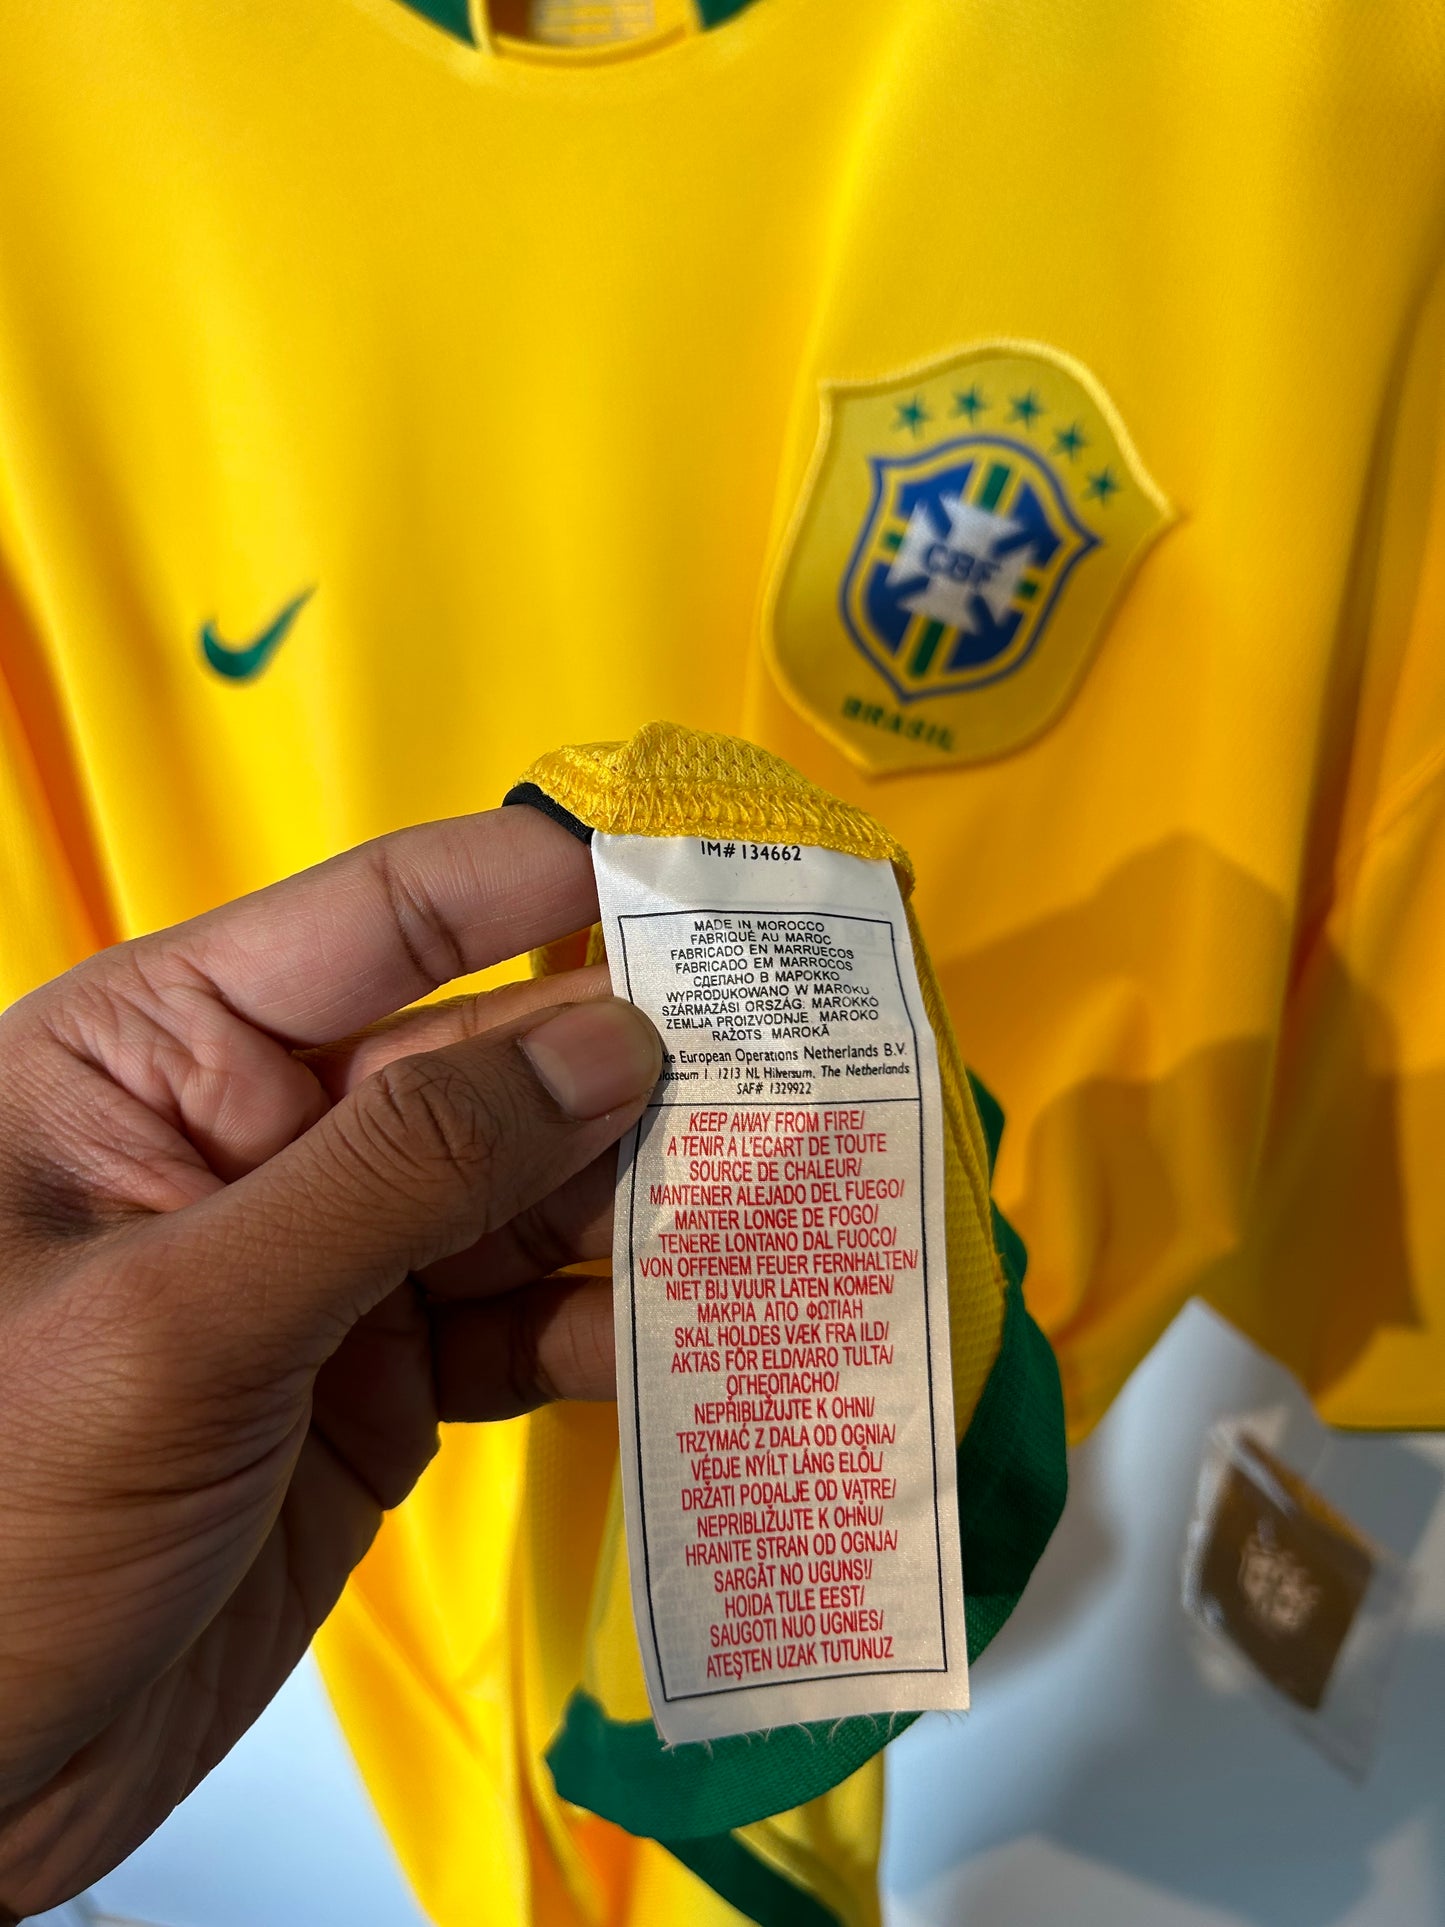 CBF
BRASIL
IM# 134662
MADE IN MOROCCO
FABRIQUÉ AU MAROC
FABRICADO EN MARRUECOS
FABRICADO EM MARROCOS
СДЕЛАНО В МАРОККО
WYPRODUKOWANO W MAROKU
SZÁRMAZÁSI ORSZÁG: MAROKKÓ
ZEMLJA PROIZVODNJE MAROKO
RAŽOTS MAROKĀ
European Operations Netherlands B.V.
1, 1213 NL Hilversum, The Netherlands
SAF# 1329922
KEEP AWAY FROM FIRE/
A TENIR A L'ECART DE TOUTE
SOURCE DE CHALEUR/
MANTENER ALEJADO DEL FUEGO/
MANTER LONGE DE FOGO/
TENERE LONTANO DAL FUOCO/
VON OFFENEM FEUER FERNHALTEN/
NIET BIJ VUUR LATEN KOMEN/
ΜΑΚΡΙΑ ΑΠΟ ΦΩΤΙΑΗ
SKAL HOLDES VÆK FRA ILD/
AKTAS FÖR ELD/VARO TULTA/
ОГНЕОПАСНО/
NEPŘIBLIŽUJTE K OHNI/
TRZYMAĆ Z DALA OD OGNIA/
VÉDJE NYÍLT LÁNG ELŐL/
DRŽATI PODALJE OD VATRE/
NEPRIBLIŽUJTE K OHŇU/
HRANITE STRAN OD OGNJA/
SARGĀT NO UGUNS!/
HOIDA TULE EEST/
SAUGOTI NUO UGNIES/
ATEŞTEN UZAK TUTUNUZ